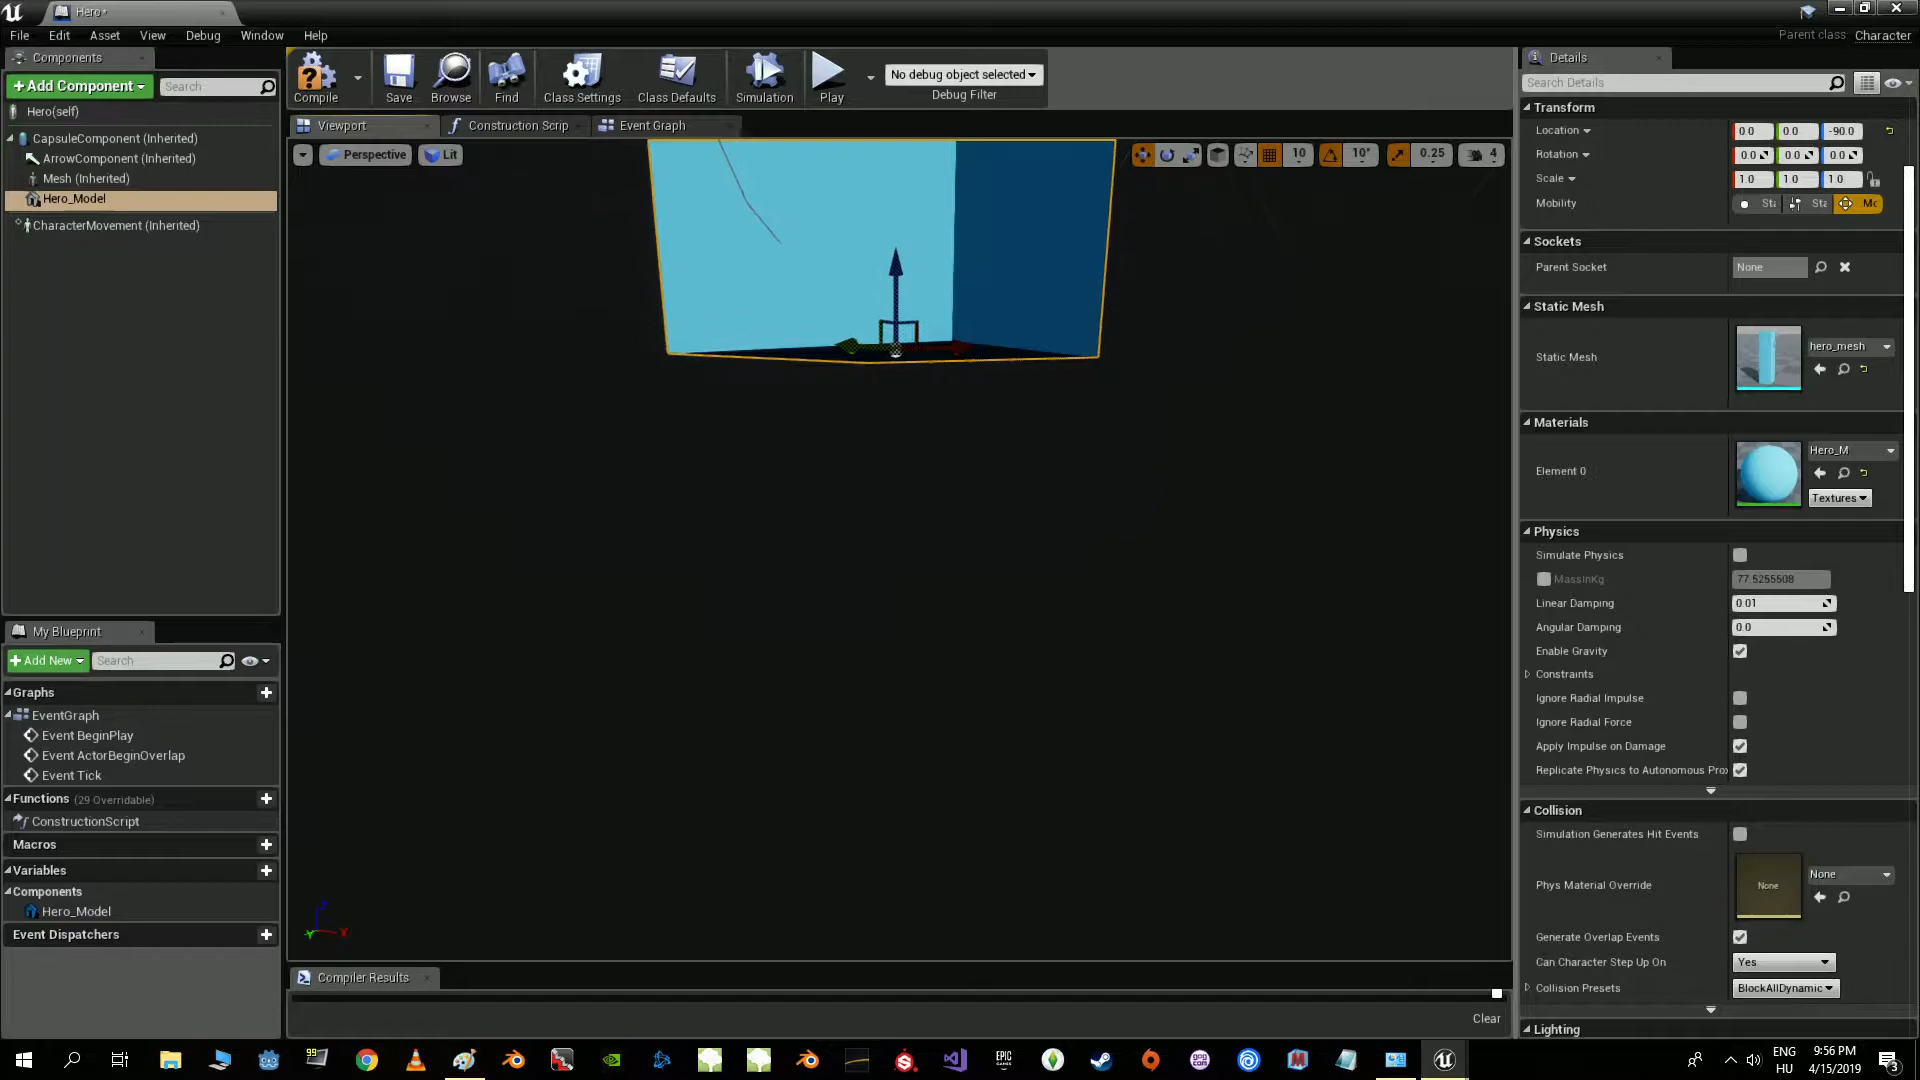 Hero*
File Edit Asset View Debug Window Help
Parent class: Character
Components
+Add Component
Search
Hero(self)
CapsuleComponent (Inherited)
ArrowComponent (Inherited)
Mesh (Inherited)
Hero_Model
CharacterMovement (Inherited)
My Blueprint
+Add New
Search
Graphs
EventGraph
Event BeginPlay
Event ActorBeginOverlap
Event Tick
Functions (29 Overridable)
ConstructionScript
Macros
Variables
Components
Hero_Model
Event Dispatchers
Compile Save Browse Find Class Settings Class Defaults Simulation Play
No debug object selected
Debug Filter
Viewport Construction Scrip Event Graph
Perspective Lit
10 10° 0.25 4
Compiler Results
Clear
Details
Search Details
Transform
Location 0.0 0.0 -90.0
Rotation 0.0 0.0 0.0
Scale 1.0 1.0 1.0
Mobility Sta Sta Mo
Sockets
Parent Socket None
Static Mesh
Static Mesh hero_mesh
Materials
Element 0 Hero_M
Textures
Physics
Simulate Physics
MassInKg 77.5255508
Linear Damping 0.01
Angular Damping 0.0
Enable Gravity
Constraints
Ignore Radial Impulse
Ignore Radial Force
Apply Impulse on Damage
Replicate Physics to Autonomous Prox
Collision
Simulation Generates Hit Events
Phys Material Override None None
Generate Overlap Events
Can Character Step Up On Yes
Collision Presets BlockAllDynamic
Lighting
ENG
HU
9:56 PM
4/15/2019
3